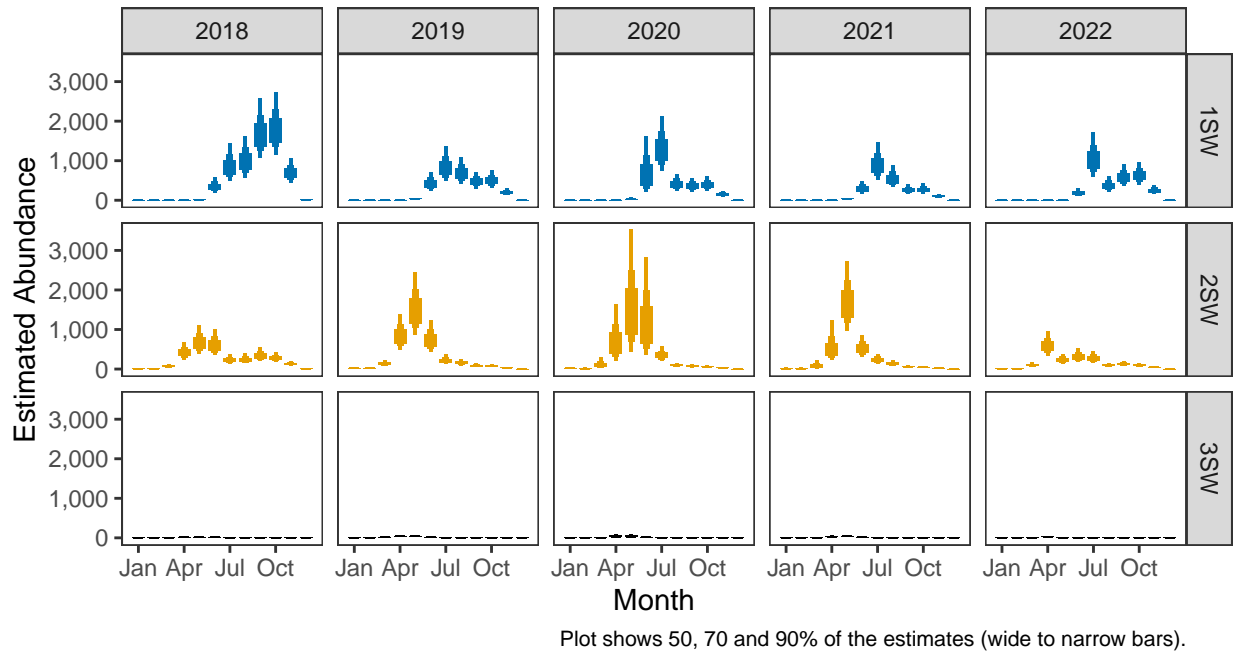 2018 2019 2020 2021 2022
3,000
2,000
1,000
0
1SW
3,000
2,000
1,000
0
2SW
3,000
2,000
1,000
0
3SW
Estimated Abundance
Jan Apr Jul Oct Jan Apr Jul Oct Jan Apr Jul Oct Jan Apr Jul Oct Jan Apr Jul Oct
Month
Plot shows 50, 70 and 90% of the estimates (wide to narrow bars).